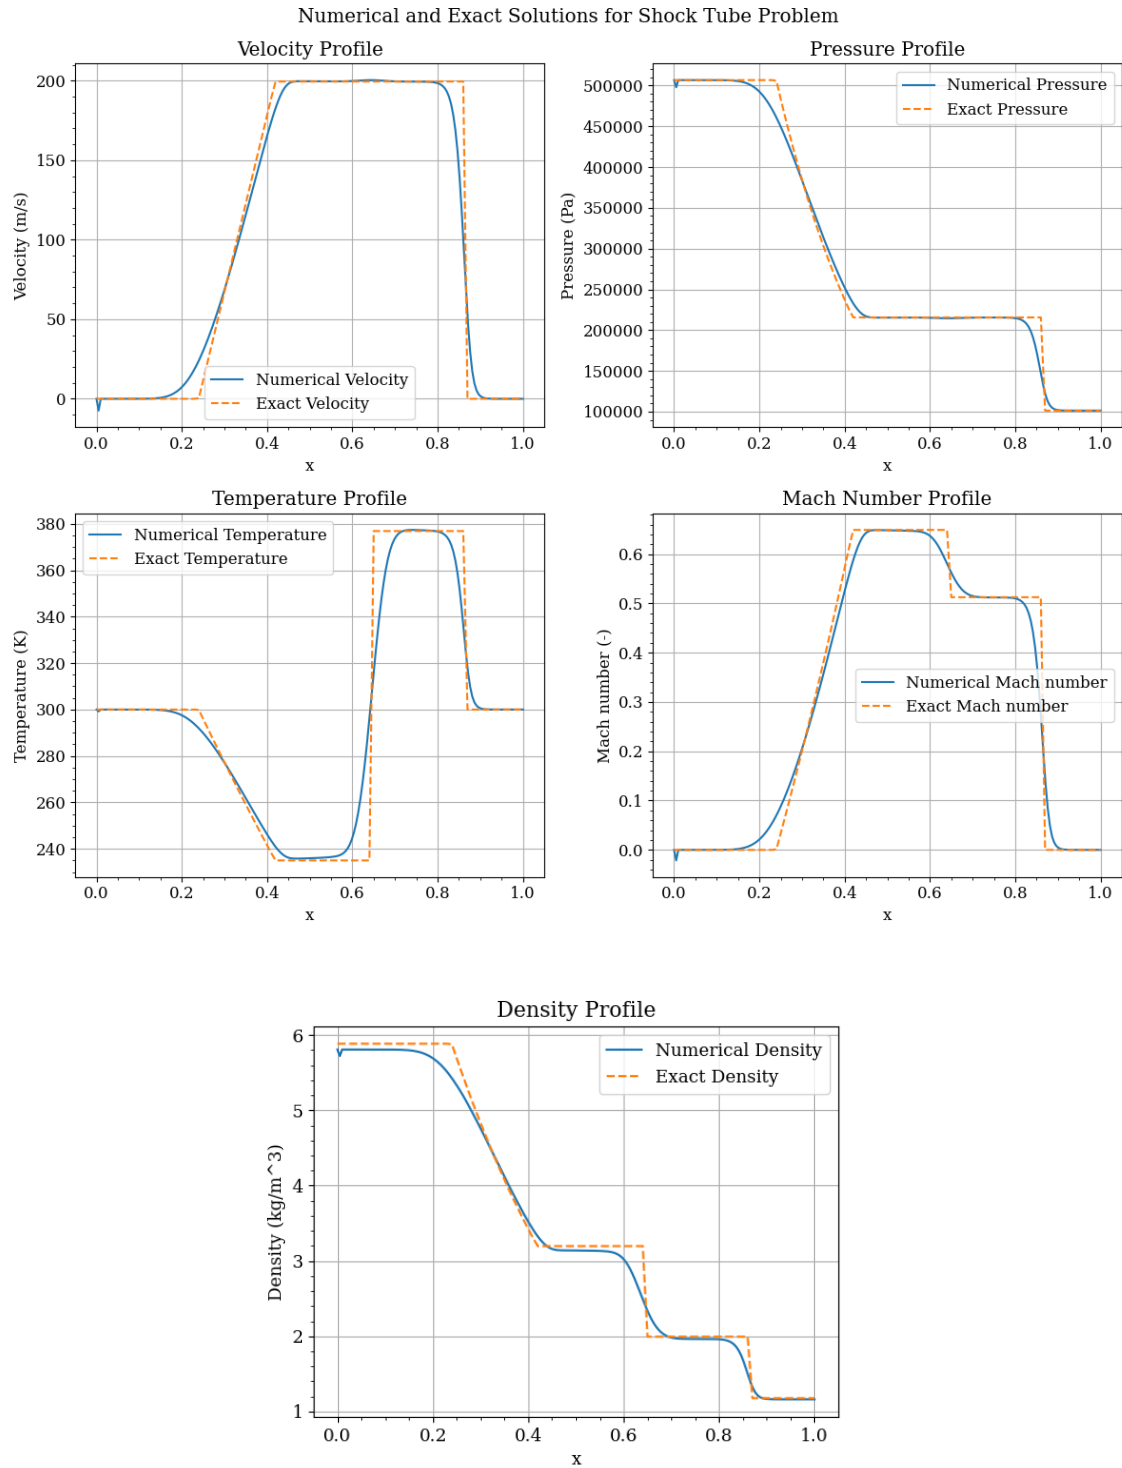 Numerical and Exact Solutions for Shock Tube Problem
Velocity Profile
Velocity (m/s)
200
150
100
50
0
Numerical Velocity
Exact Velocity
0.0 0.2 0.4 0.6 0.8 1.0
x
Pressure Profile
Pressure (Pa)
500000
450000
400000
350000
300000
250000
200000
150000
100000
Numerical Pressure
Exact Pressure
0.0 0.2 0.4 0.6 0.8 1.0
x
Temperature Profile
Temperature (K)
380
360
340
320
300
280
260
240
Numerical Temperature
Exact Temperature
0.0 0.2 0.4 0.6 0.8 1.0
x
Mach Number Profile
Mach number (-)
0.6
0.5
0.4
0.3
0.2
0.1
0.0
Numerical Mach number
Exact Mach number
0.0 0.2 0.4 0.6 0.8 1.0
x
Density Profile
Density (kg/m^3)
6
5
4
3
2
1
Numerical Density
Exact Density
0.0 0.2 0.4 0.6 0.8 1.0
x